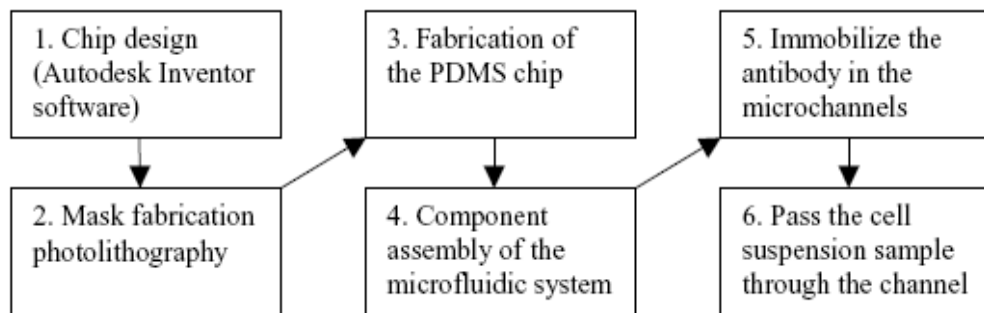 1. Chip design
(Autodesk Inventor
software)
2. Mask fabrication
photolithography
3. Fabrication of
the PDMS chip
4. Component
assembly of the
microfluidic system
5. Immobilize the
antibody in the
microchannels
6. Pass the cell
suspension sample
through the channel